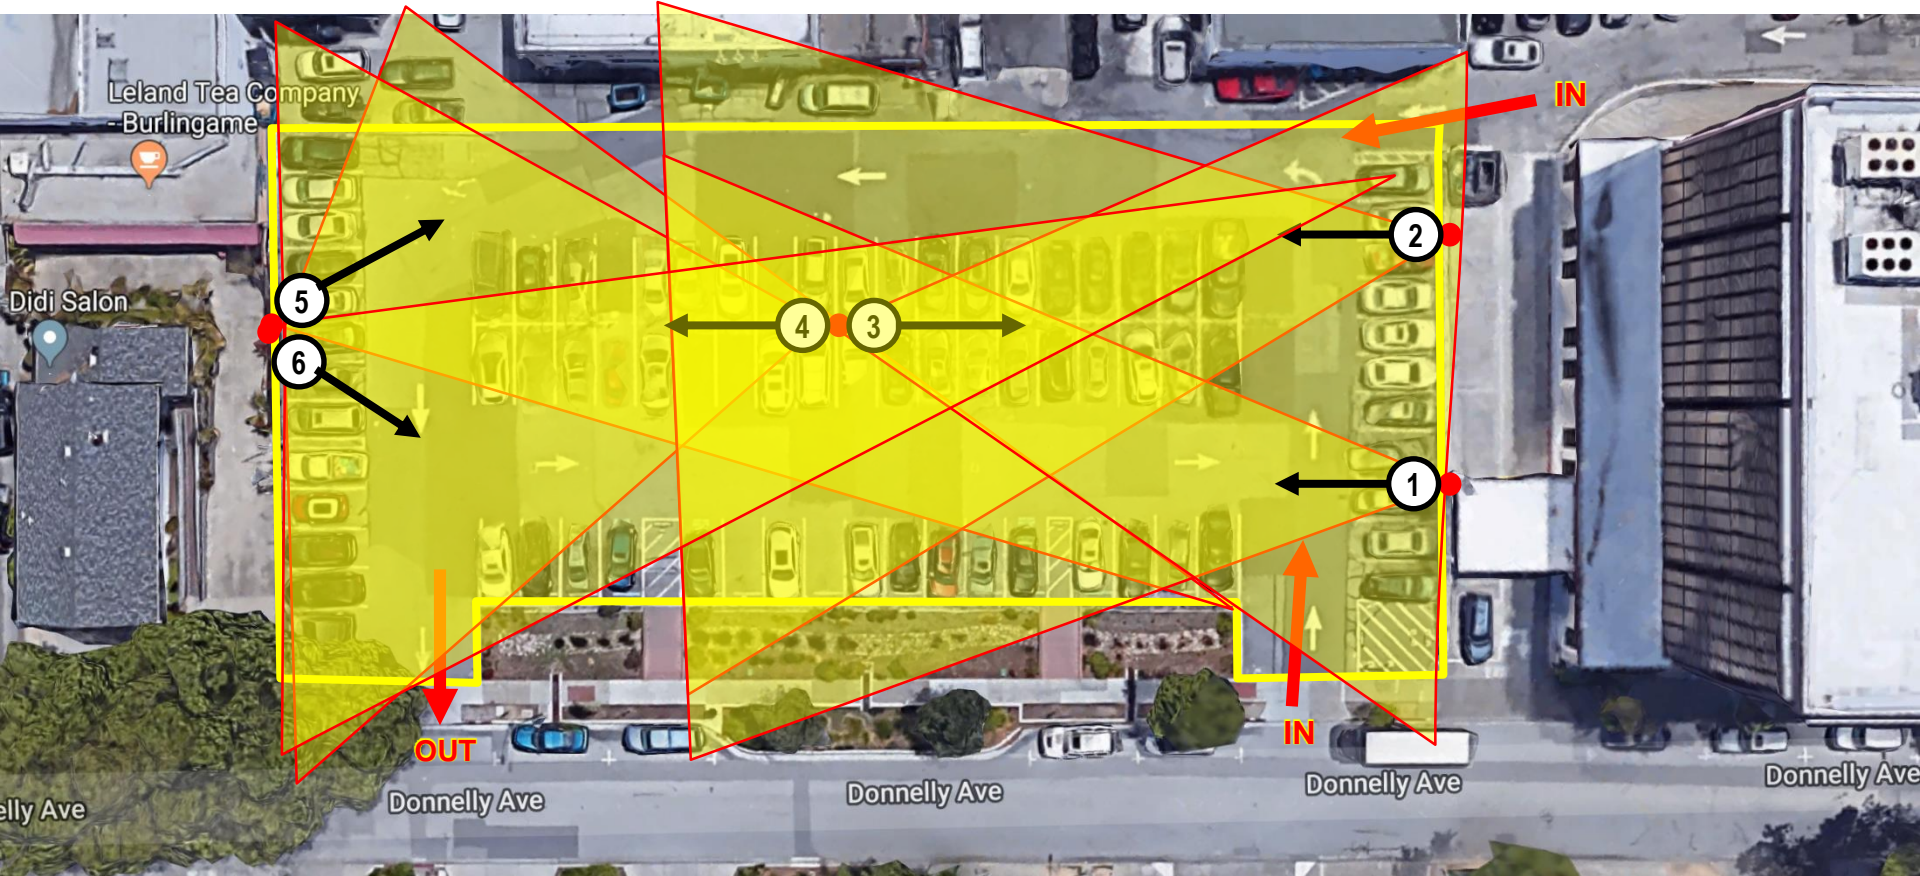 IN
Leland Tea Company
- Burlingame
2
5
Didi Salon
4
3
6
1
IN
OUT
Donnelly Ave
Donnelly Ave
Donnelly Ave
Donnelly Ave
elly Ave